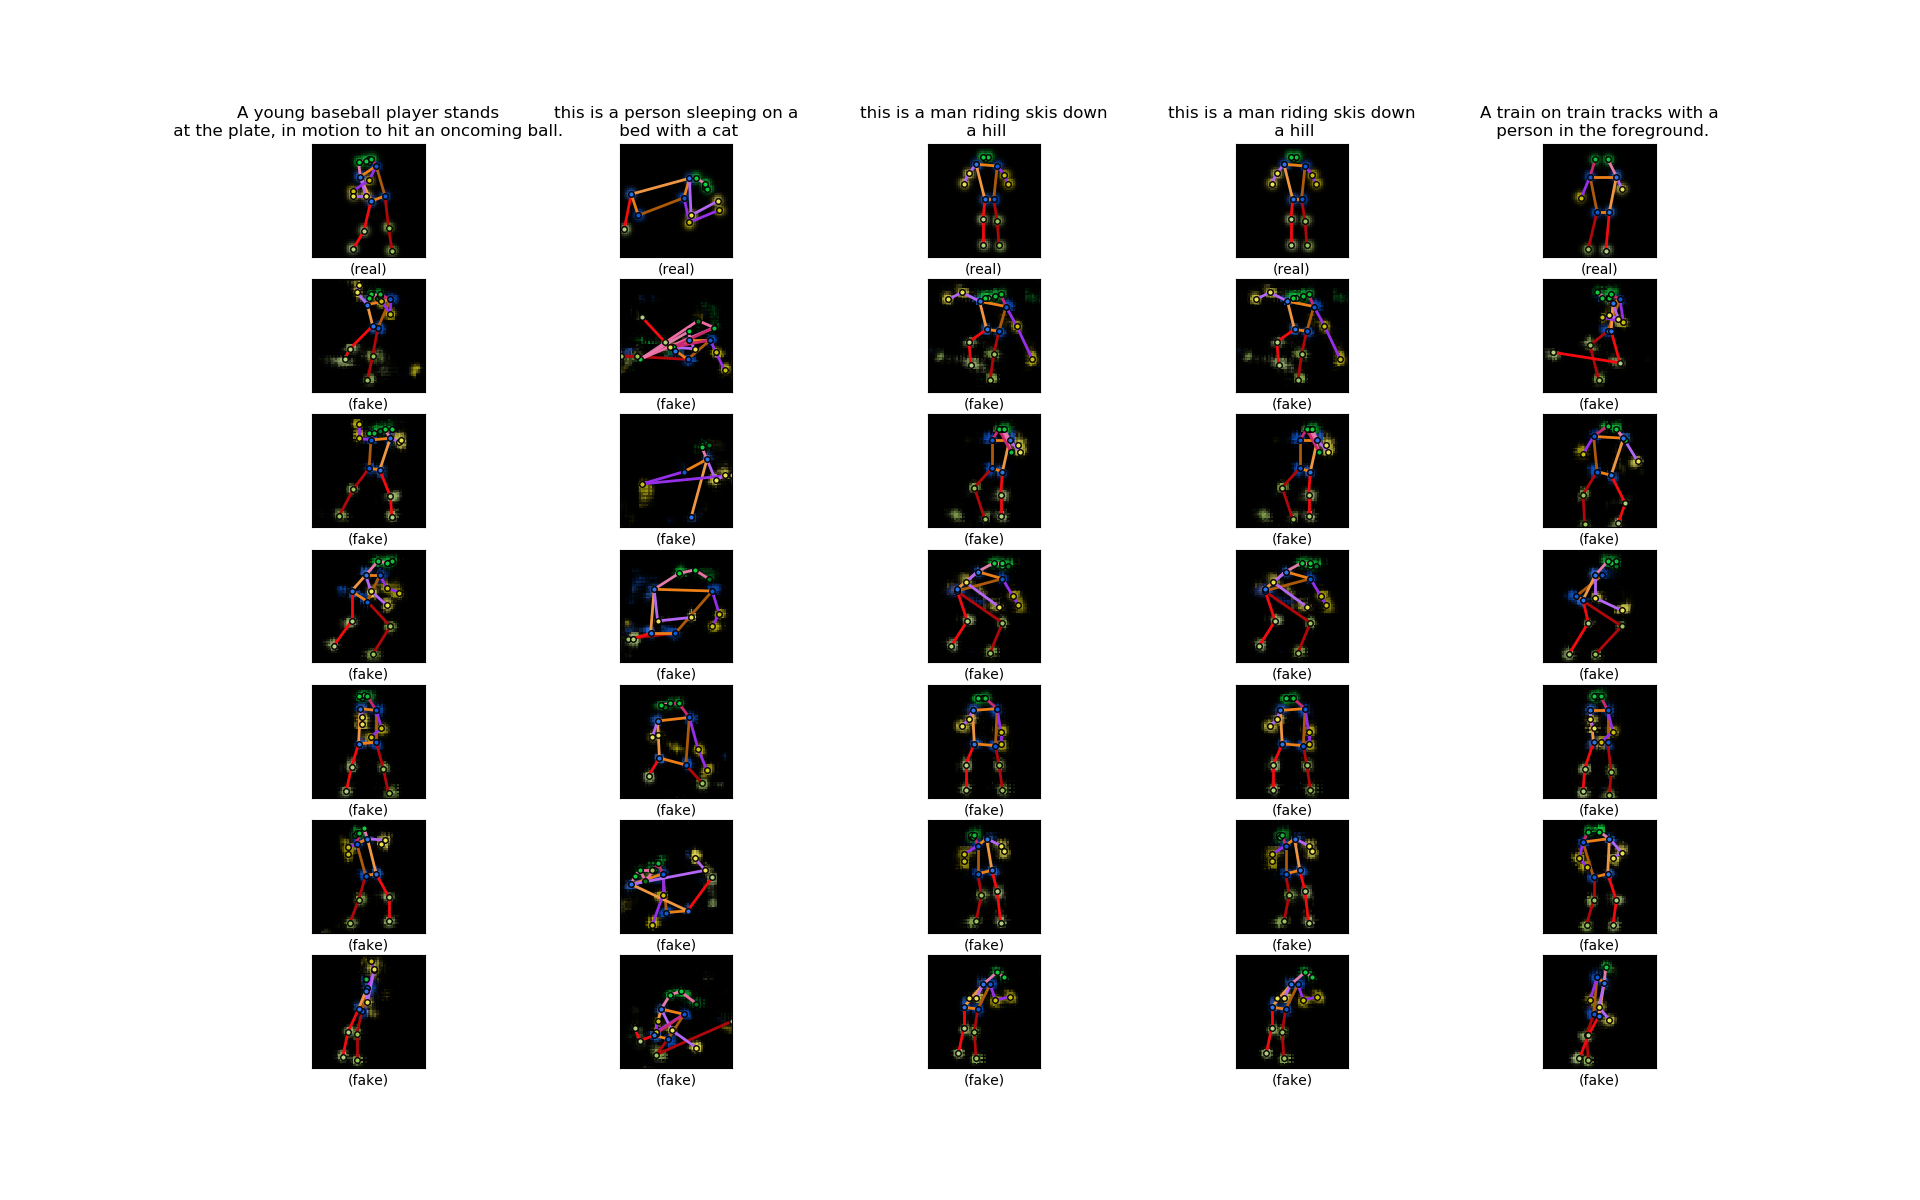 A young baseball player stands
at the plate, in motion to hit an oncoming ball.
this is a person sleeping on a
bed with a cat
this is a man riding skis down
a hill
this is a man riding skis down
a hill
A train on train tracks with a
person in the foreground.
(real) (real) (real) (real) (real)
(fake) (fake) (fake) (fake) (fake)
(fake) (fake) (fake) (fake) (fake)
(fake) (fake) (fake) (fake) (fake)
(fake) (fake) (fake) (fake) (fake)
(fake) (fake) (fake) (fake) (fake)
(fake) (fake) (fake) (fake) (fake)